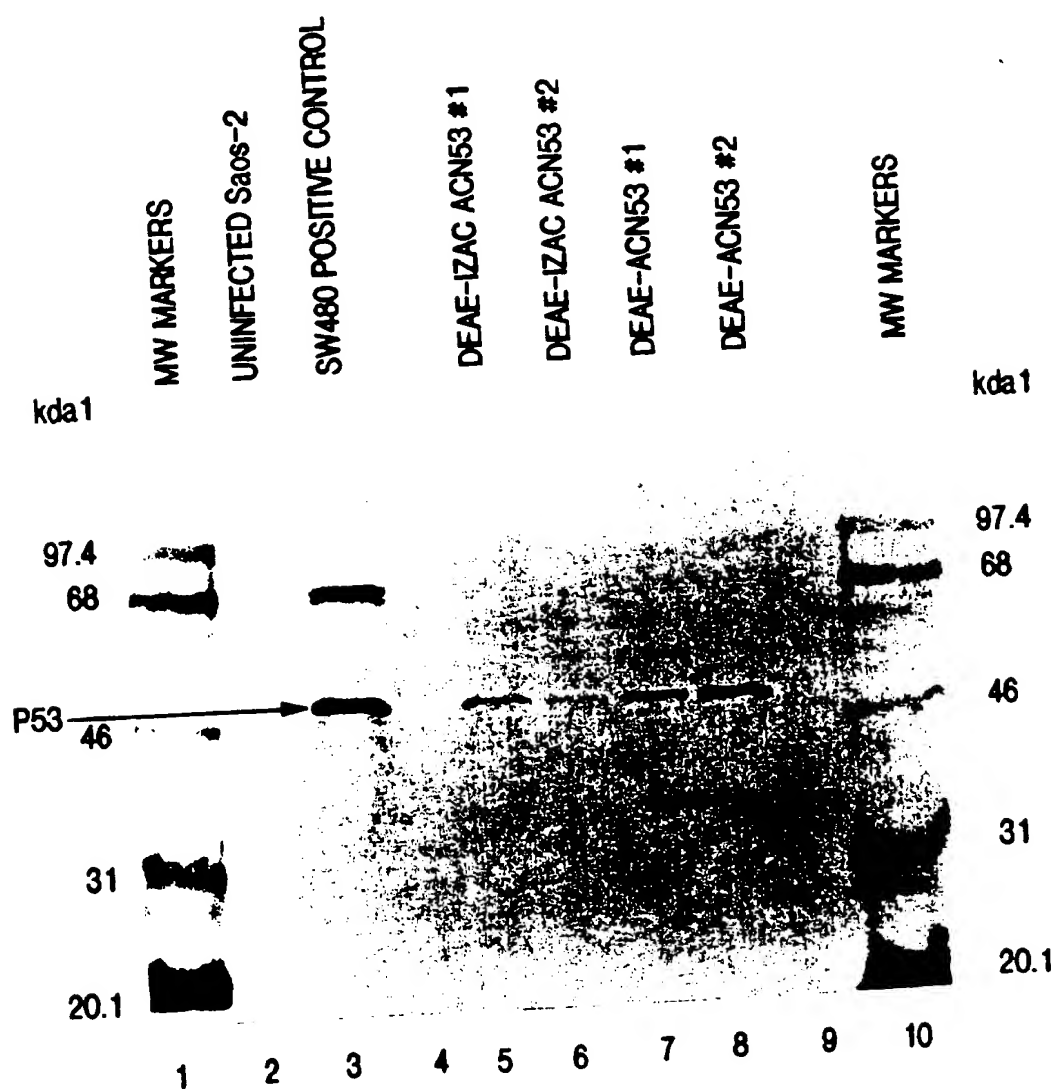 MW MARKERS
UNINFECTED Saos-2
SW480 POSITIVE CONTROL
DEAE-IZAC ACN53 #1
DEAE-IZAC ACN53 #2
DEAE-ACN53 #1
DEAE-ACN53 #2
MW MARKERS
kda1
kda1
97.4
68
P53
46
31
20.1
97.4
68
46
31
20.1
1 2 3 4 5 6 7 8 9 10